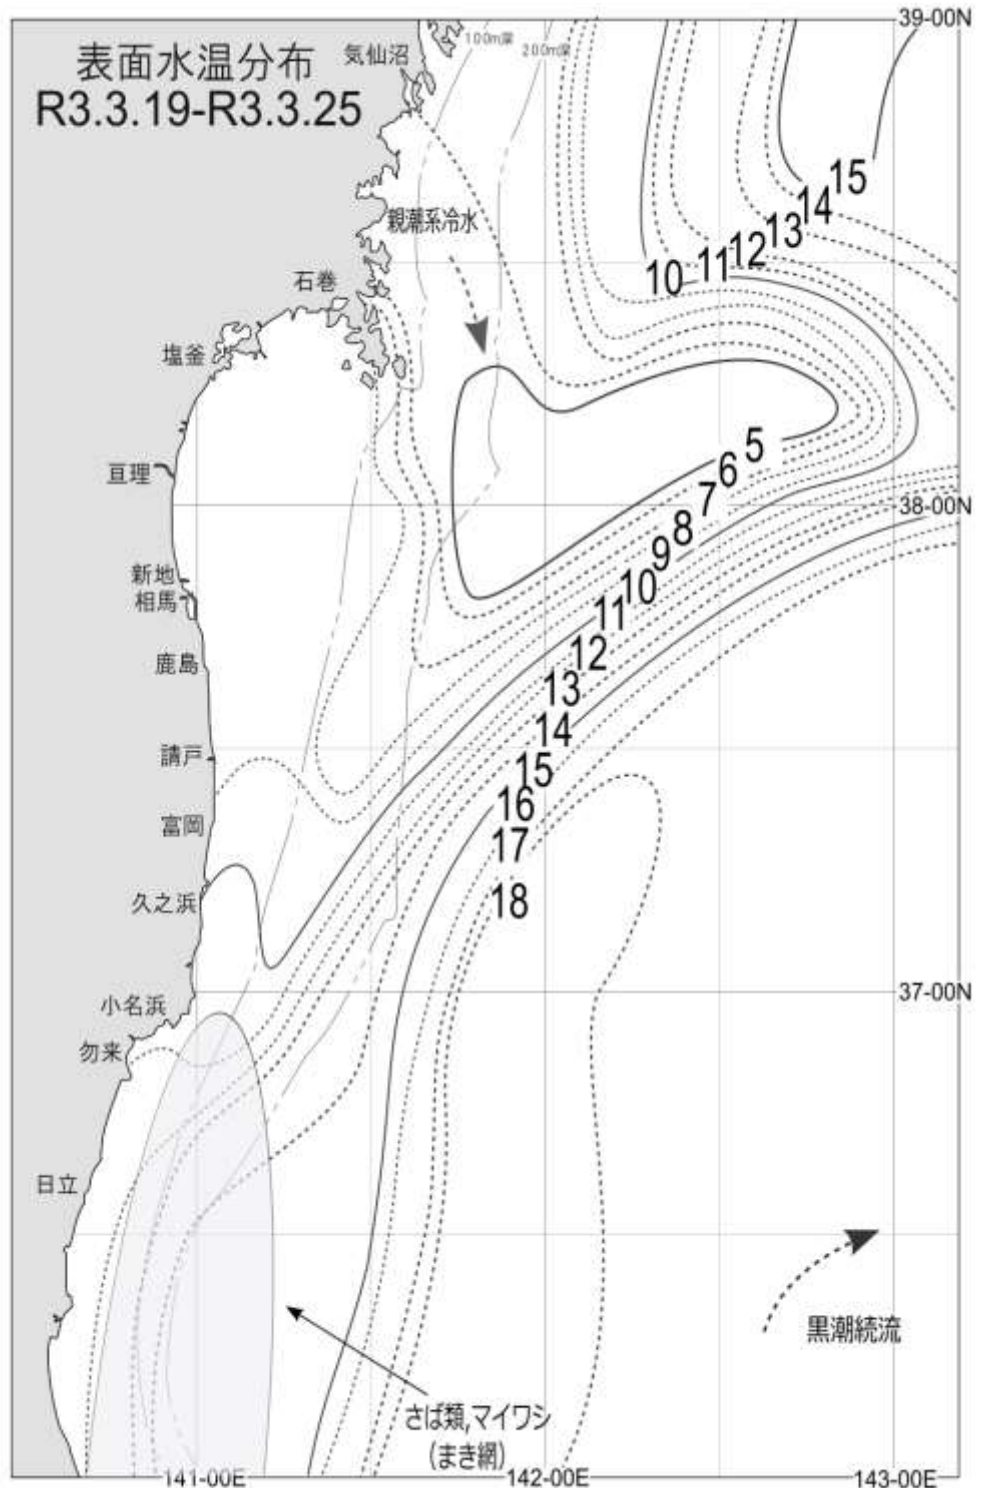 表面水温分布
R3.3.19-R3.3.25
39-00N
100m深
200m深
気仙沼
親潮系冷水
石巻
塩釜
亘理
新地
相馬
鹿島
請戸
富岡
久之浜
小名浜
勿来
日立
15
14
13
12
11
10
5
6
7
8
9
10
11
12
13
14
15
16
17
18
38-00N
37-00N
黒潮続流
さば類,マイワシ
(まき網)
141-00E
142-00E
143-00E